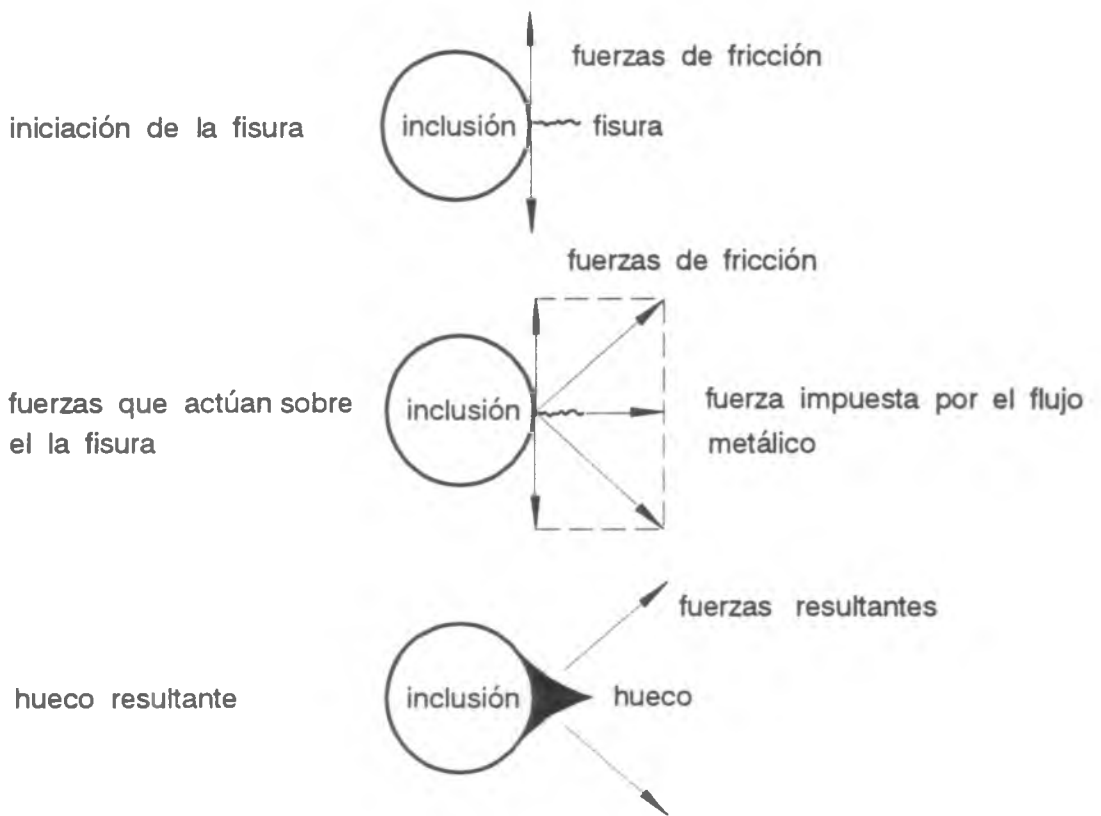 fuerzas de fricción
iniciación de la fisura
inclusión
fisura
fuerzas de fricción
fuerzas que actúan sobre
el la fisura
inclusión
fuerza impuesta por el flujo
metálico
fuerzas resultantes
hueco resultante
inclusión
hueco